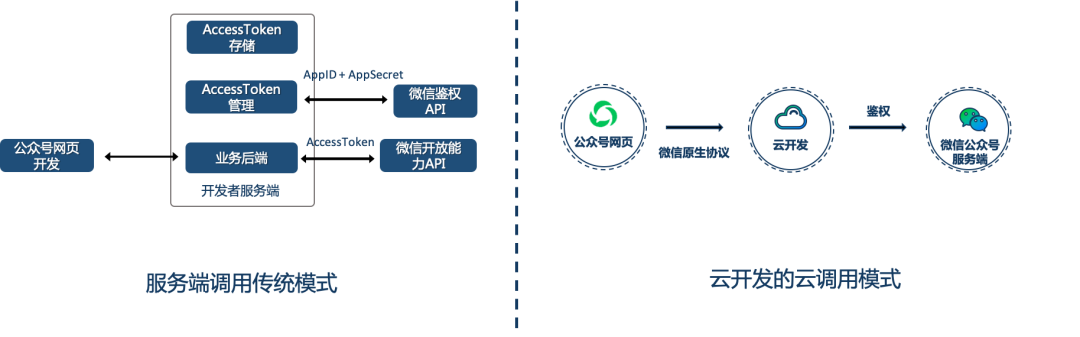 AccessToken
存储
AccessToken
管理
AppID + AppSecret
微信鉴权
API
公众号网页
开发
业务后端
AccessToken
微信开放能
力API
开发者服务端
服务端调用传统模式
公众号网页
微信原生协议
云开发
鉴权
微信公众号
服务端
云开发的云调用模式